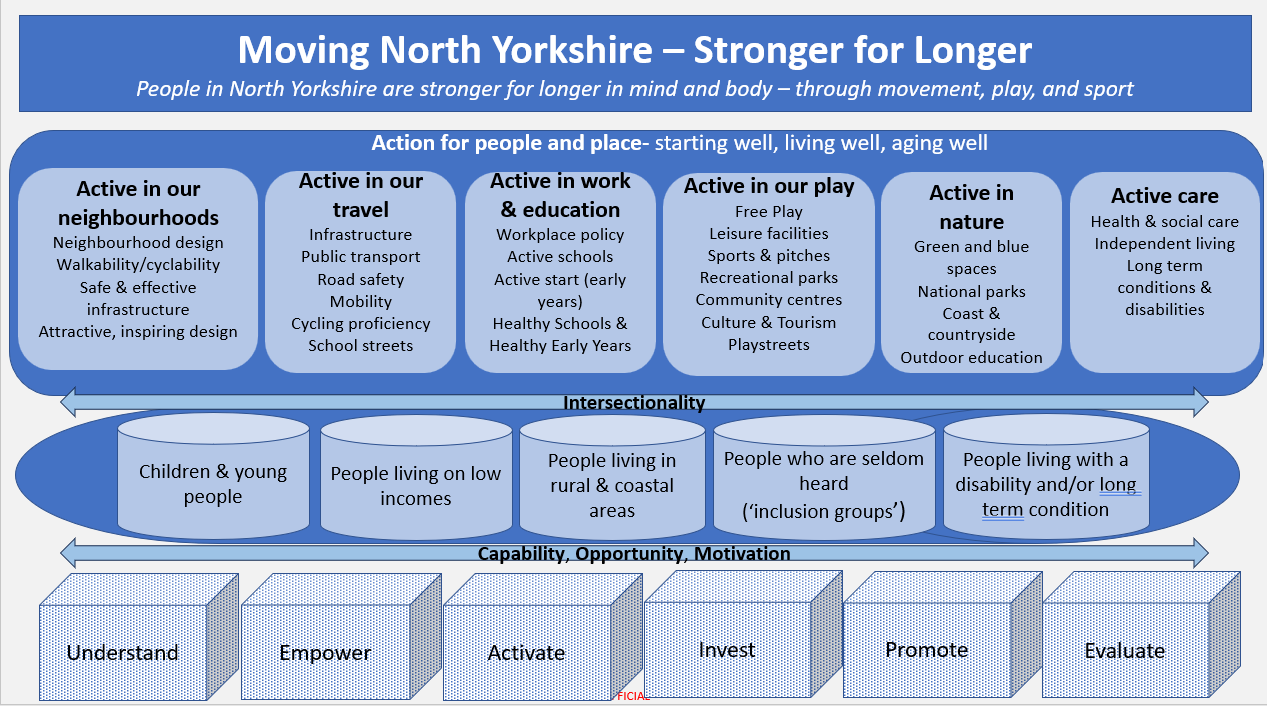 Moving North Yorkshire – Stronger for Longer
People in North Yorkshire are stronger for longer in mind and body – through movement, play, and sport
Action for people and place- starting well, living well, aging well
Active in our
neighbourhoods
Neighbourhood design
Walkability/cyclability
Safe & effective
infrastructure
Attractive, inspiring design
Active in our
travel
Infrastructure
Public transport
Road safety
Mobility
Cycling proficiency
School streets
Active in work
& education
Workplace policy
Active schools
Active start (early
years)
Healthy Schools &
Healthy Early Years
Active in our play
Free Play
Leisure facilities
Sports & pitches
Recreational parks
Community centres
Culture & Tourism
Playstreets
Active in
nature
Green and blue
spaces
National parks
Coast &
countryside
Outdoor education
Active care
Health & social care
Independent living
Long term
conditions &
disabilities
Intersectionality
Children & young
people
People living on low
incomes
People living in
rural & coastal
areas
People who are seldom
heard
(‘inclusion groups’)
People living with a
disability and/or long
term condition
Capability, Opportunity, Motivation
Understand
Empower
Activate
Invest
Promote
Evaluate
FICIAL